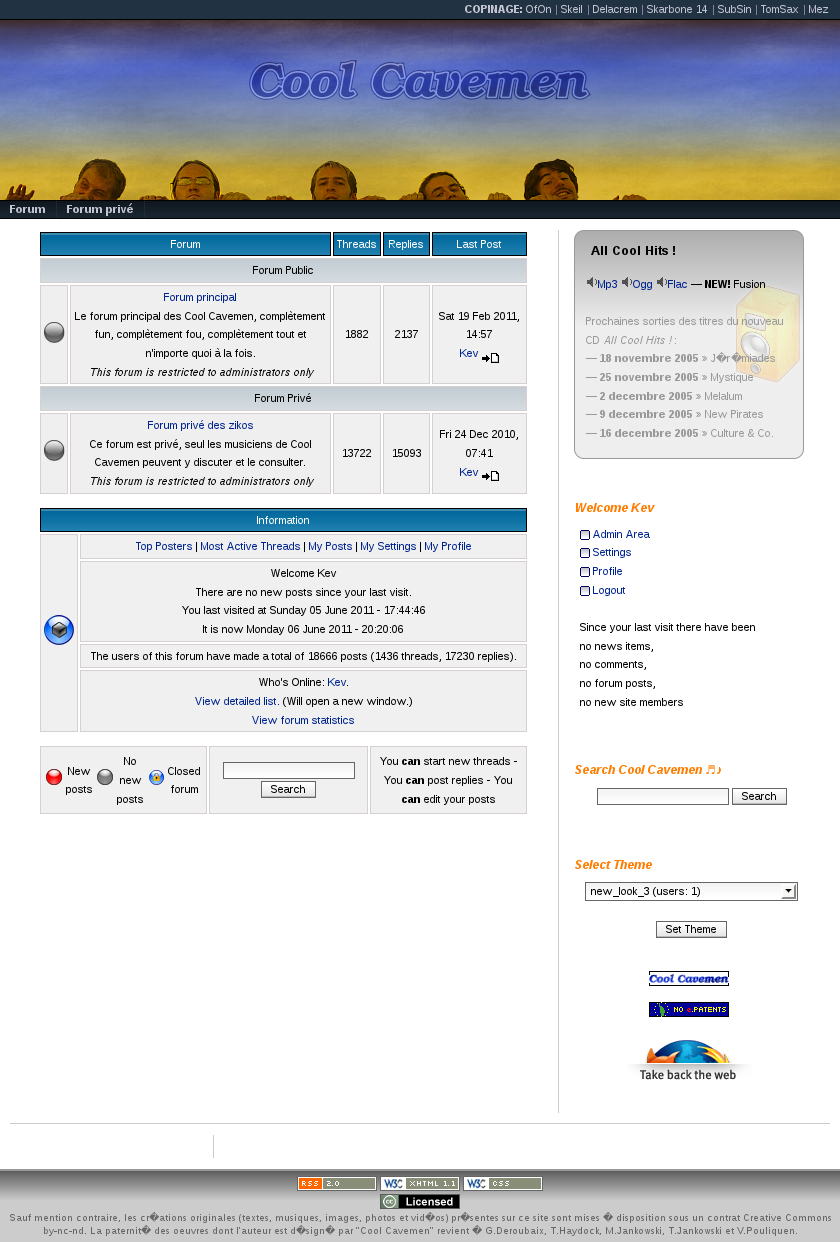 COPINAGE: OfOn | Skeil | Delacrem | Skarbone 14 | SubSin | TomSax | Mez
Cool Cavemen
Forum Forum privé
Forum Threads Replies Last Post
Forum Public
Forum principal
Le forum principal des Cool Cavemen, complètement
fun, complètement fou, complètement tout et
n'importe quoi à la fois.
This forum is restricted to administrators only
1882
2137
Sat 19 Feb 2011,
14:57
Kev
Forum Privé
Forum privé des zikos
Ce forum est privé, seul les musiciens de Cool
Cavemen peuvent y discuter et le consulter.
This forum is restricted to administrators only
13722
15093
Fri 24 Dec 2010,
07:41
Kev
Information
Top Posters | Most Active Threads | My Posts | My Settings | My Profile
Welcome Kev
There are no new posts since your last visit.
You last visited at Sunday 05 June 2011 - 17:44:46
It is now Monday 06 June 2011 - 20:20:06
The users of this forum have made a total of 18666 posts (1436 threads, 17230 replies).
Who's Online: Kev.
View detailed list. (Will open a new window.)
View forum statistics
New
posts
No
new
posts
Closed
forum
Search
You can start new threads -
You can post replies - You
can edit your posts
All Cool Hits !
Mp3 Ogg Flac — NEW! Fusion
Prochaines sorties des titres du nouveau
CD All Cool Hits ! :
— 18 novembre 2005 » J�r�miades
— 25 novembre 2005 » Mystique
— 2 decembre 2005 » Melalum
— 9 decembre 2005 » New Pirates
— 16 decembre 2005 » Culture & Co.
Welcome Kev
Admin Area
Settings
Profile
Logout
Since your last visit there have been
no news items,
no comments,
no forum posts,
no new site members
Search Cool Cavemen ♬♪
Search
Select Theme
new_look_3 (users: 1)
Set Theme
Cool Cavemen
NO e.PATENTS
Take back the web
RSS 2.0 W3C XHTML 1.1 W3C CSS
cc Licensed
Sauf mention contraire, les cr�ations originales (textes, musiques, images, photos et vid�os) pr�sentes sur ce site sont mises � disposition sous un contrat Creative Commons
by-nc-nd. La paternit� des oeuvres dont l'auteur est d�sign� par "Cool Cavemen" revient � G.Deroubaix, T.Haydock, M.Jankowski, T.Jankowski et V.Pouliquen.